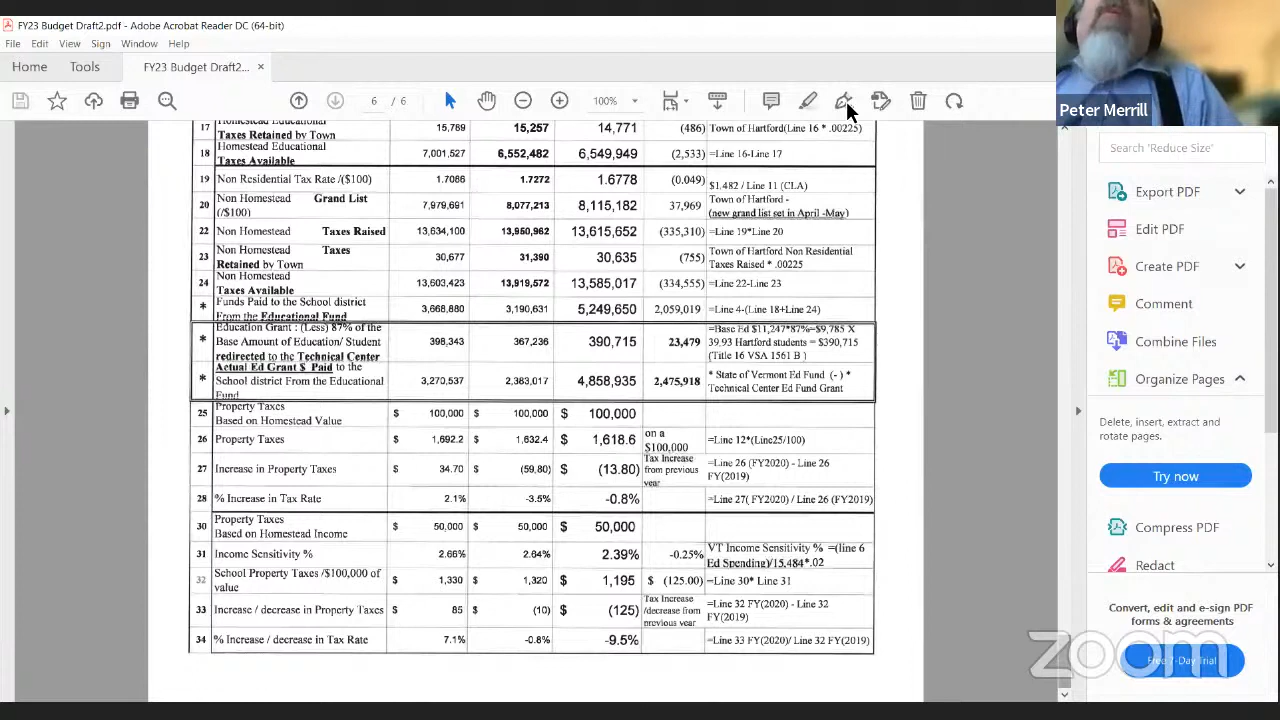 FY23 Budget Draft2.pdf - Adobe Acrobat Reader DC (64-bit)
File Edit View Sign Window Help
Home Tools FY23 Budget Draft2... ×
6 / 6 100%
Peter Merrill
17 Homestead Educational Taxes Retained by Town 15,769 15,257 14,771 (486) Town of Hartford(Line 16 * .00225)
18 Homestead Educational Taxes Available 7,001,527 6,552,482 6,549,949 (2,533) =Line 16-Line 17
19 Non Residential Tax Rate /($100) 1.7086 1.7272 1.6778 (0.049) $1.482 / Line 11 (CLA)
20 Non Homestead Grand List (/$100) 7,979,691 8,077,213 8,115,182 37,969 Town of Hartford - (new grand list set in April -May)
22 Non Homestead Taxes Raised 13,634,100 13,950,962 13,615,652 (335,310) =Line 19*Line 20
23 Non Homestead Taxes Retained by Town 30,677 31,390 30,635 (755) Town of Hartford Non Residential Taxes Raised * .00225
24 Non Homestead Taxes Available 13,603,423 13,919,572 13,585,017 (334,555) =Line 22-Line 23
* Funds Paid to the School district From the Educational Fund 3,668,880 3,190,631 5,249,650 2,059,019 =Line 4-(Line 18+Line 24)
* Education Grant : (Less) 87% of the Base Amount of Education/ Student redirected to the Technical Center 398,343 367,236 390,715 23,479 =Base Ed $11,247*87%=$9,785 X 39.93 Hartford students = $390,715 (Title 16 VSA 1561 B )
* Actual Ed Grant $ Paid to the School district From the Educational Fund 3,270,537 2,383,017 4,858,935 2,475,918 * State of Vermont Ed Fund (-) * Technical Center Ed Fund Grant
25 Property Taxes Based on Homestead Value $ 100,000 $ 100,000 $ 100,000
26 Property Taxes 1,692.2 $ 1,632.4 $ 1,618.6 on a $100,000 =Line 12*(Line25/100)
27 Increase in Property Taxes $ 34.70 $ (59.80) $ (13.80) Tax Increase from previous year =Line 26 (FY2020) - Line 26 FY(2019)
28 % Increase in Tax Rate 2.1% -3.5% -0.8% =Line 27( FY2020) / Line 26 (FY2019)
30 Property Taxes Based on Homestead Income $ 50,000 $ 50,000 $ 50,000
31 Income Sensitivity % 2.66% 2.64% 2.39% -0.25% VT Income Sensitivity % =(line 6 Ed Spending)/15,484*.02
32 School Property Taxes /$100,000 of value $ 1,330 $ 1,320 $ 1,195 $ (125.00) =Line 30* Line 31
33 Increase / decrease in Property Taxes $ 85 $ (10) $ (125) Tax Increase /decrease from previous year =Line 32 FY(2020) - Line 32 FY(2019)
34 % Increase / decrease in Tax Rate 7.1% -0.8% -9.5% =Line 33 FY(2020)/ Line 32 FY(2019)
Search 'Reduce Size'
Export PDF
Edit PDF
Create PDF
Comment
Combine Files
Organize Pages
Delete, insert, extract and
rotate pages.
Try now
Compress PDF
Redact
Convert, edit and e-sign PDF
forms & agreements
Free 7-Day Trial
zoom